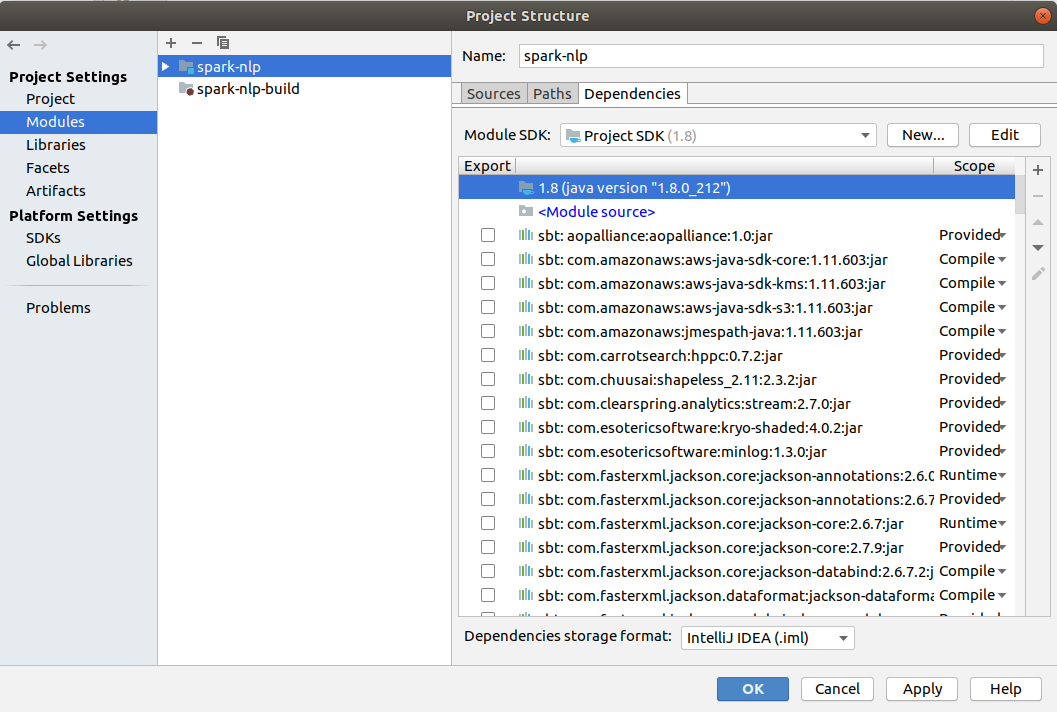 Project Structure
Project Settings
Project
Modules
Libraries
Facets
Artifacts
Platform Settings
SDKs
Global Libraries
Problems
spark-nlp
spark-nlp-build
Name: spark-nlp
Sources Paths Dependencies
Module SDK: Project SDK (1.8) New... Edit
Export Scope
1.8 (java version "1.8.0_212")
<Module source>
sbt: aopalliance:aopalliance:1.0:jar Provided
sbt: com.amazonaws:aws-java-sdk-core:1.11.603:jar Compile
sbt: com.amazonaws:aws-java-sdk-kms:1.11.603:jar Compile
sbt: com.amazonaws:aws-java-sdk-s3:1.11.603:jar Compile
sbt: com.amazonaws:jmespath-java:1.11.603:jar Compile
sbt: com.carrotsearch:hppc:0.7.2:jar Provided
sbt: com.chuusai:shapeless_2.11:2.3.2:jar Provided
sbt: com.clearspring.analytics:stream:2.7.0:jar Provided
sbt: com.esotericsoftware:kryo-shaded:4.0.2:jar Provided
sbt: com.esotericsoftware:minlog:1.3.0:jar Provided
sbt: com.fasterxml.jackson.core:jackson-annotations:2.6.0 Runtime
sbt: com.fasterxml.jackson.core:jackson-annotations:2.6.7 Provided
sbt: com.fasterxml.jackson.core:jackson-core:2.6.7:jar Runtime
sbt: com.fasterxml.jackson.core:jackson-core:2.7.9:jar Provided
sbt: com.fasterxml.jackson.core:jackson-databind:2.6.7.2:j Compile
sbt: com.fasterxml.jackson.dataformat:jackson-dataforma Compile
Dependencies storage format: IntelliJ IDEA (.iml)
OK Cancel Apply Help